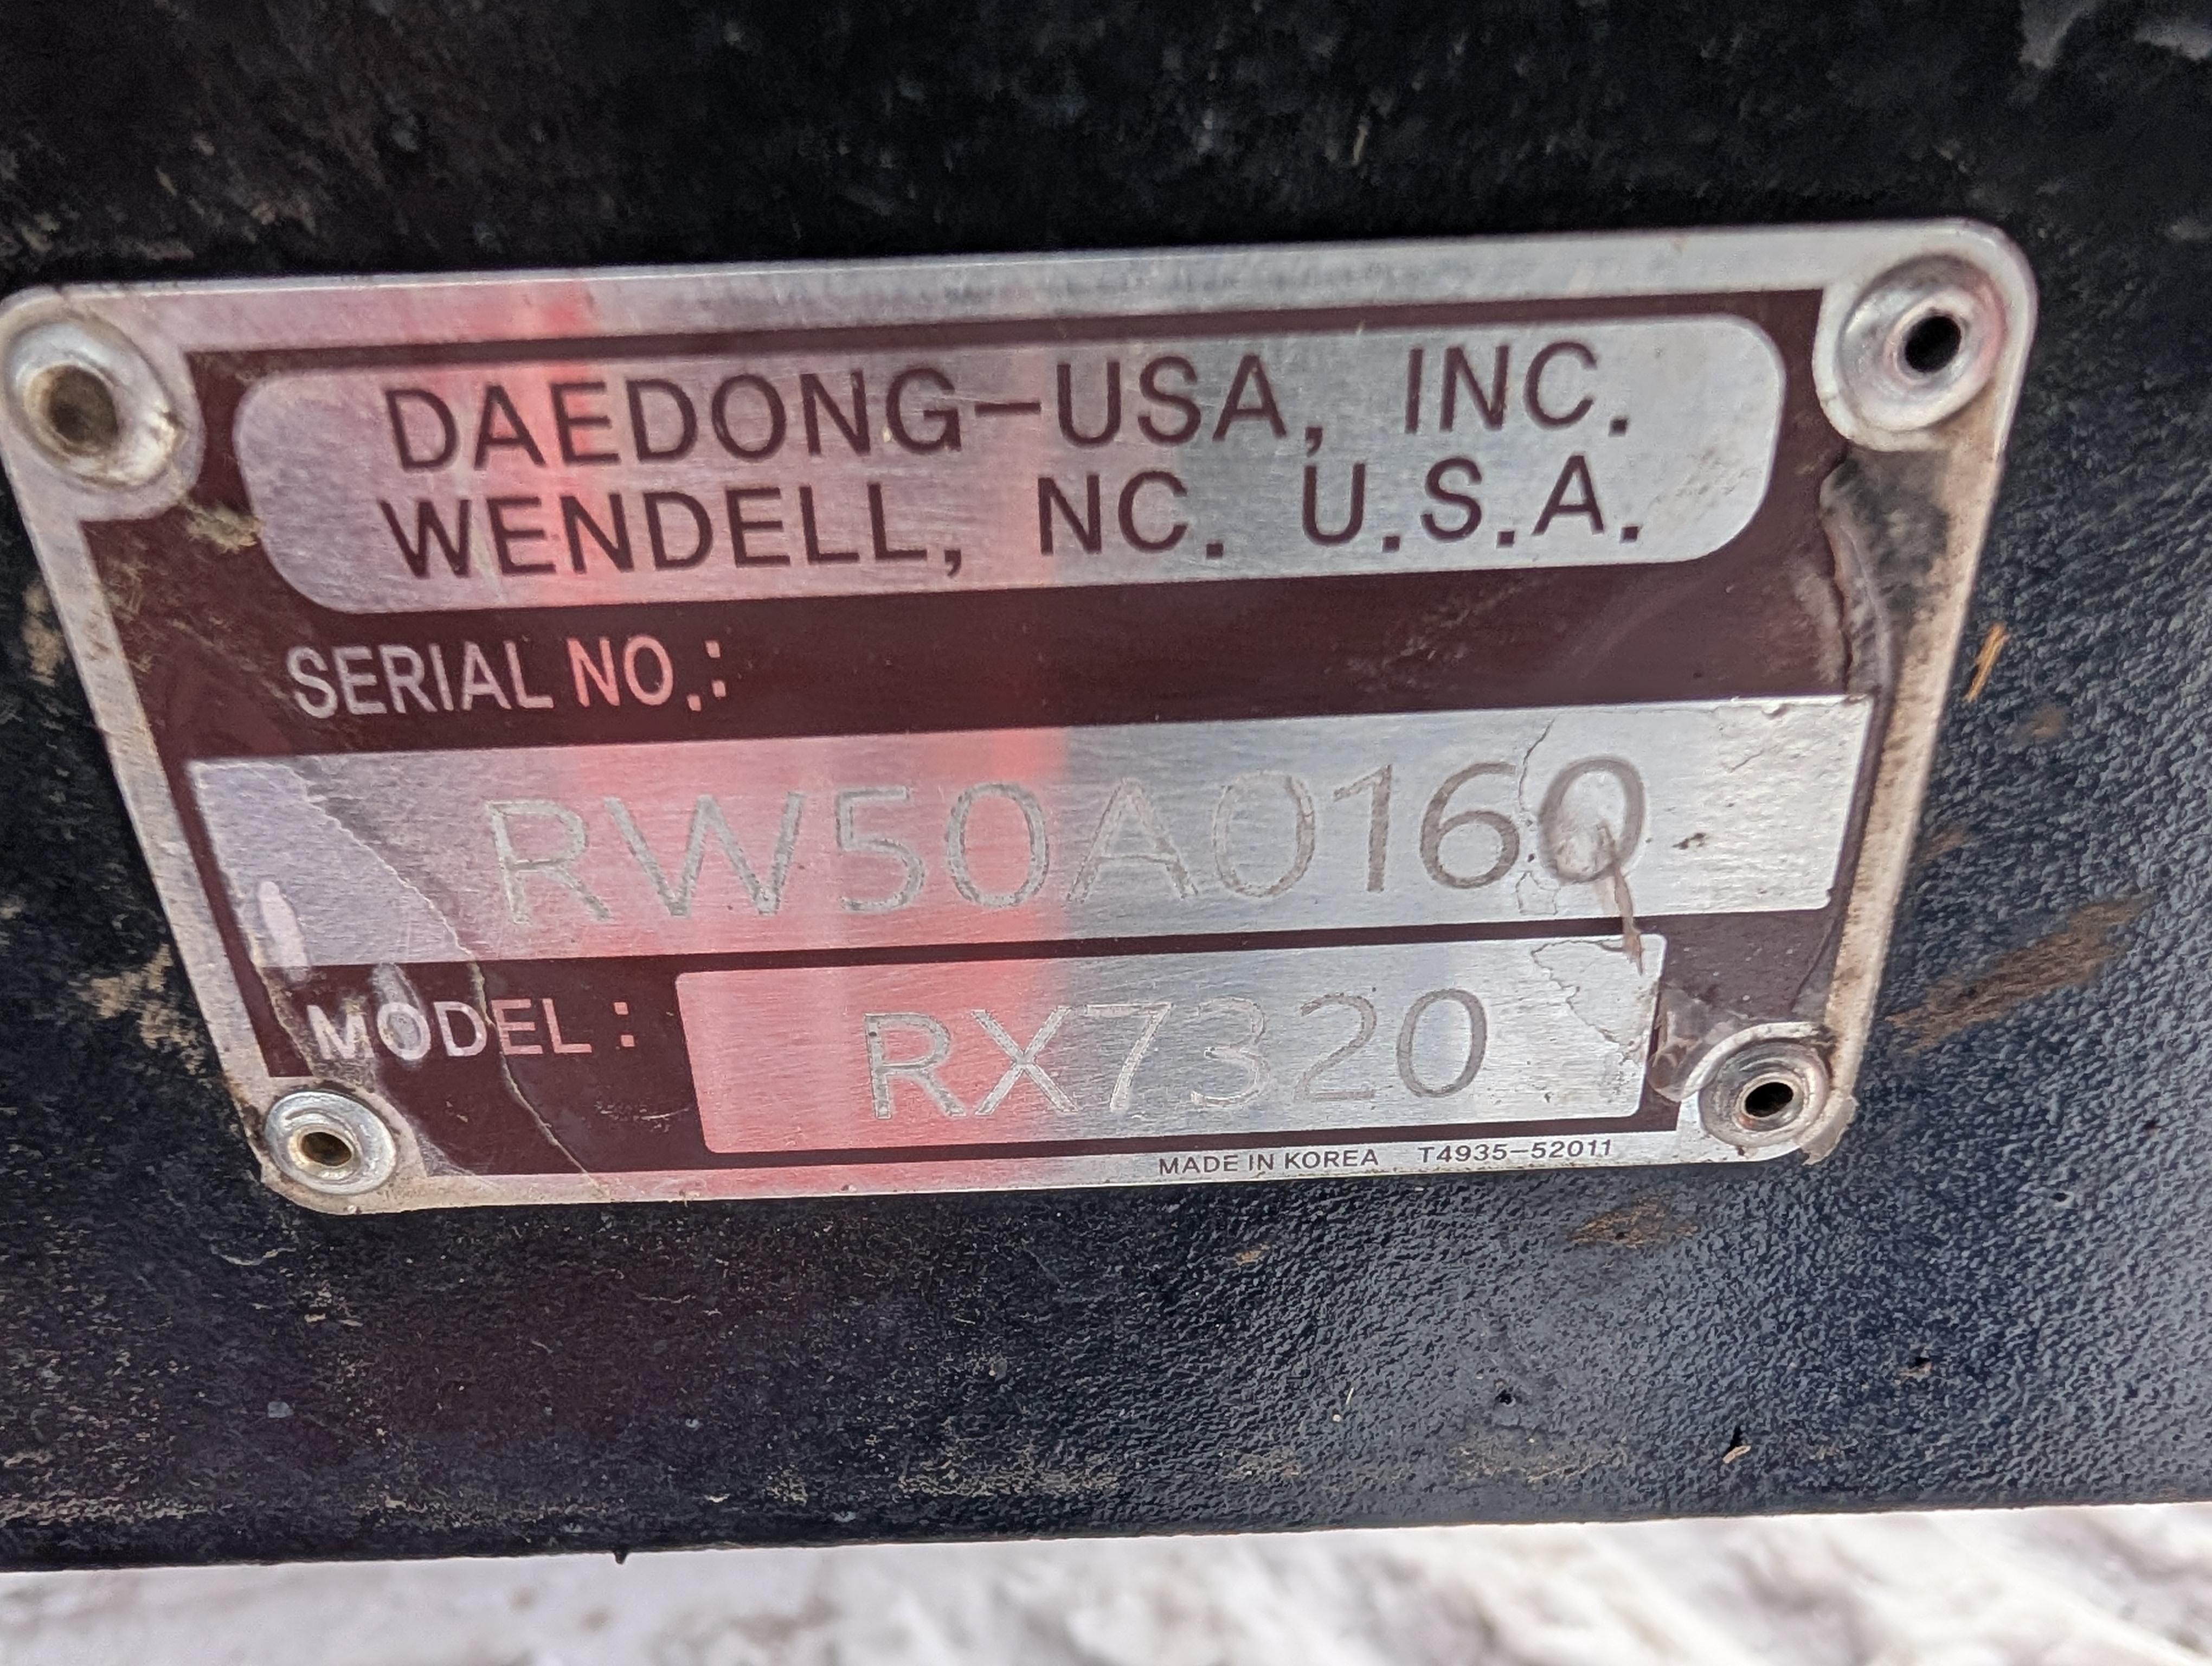 DAEDONG-USA, INC.
WENDELL, NC. U.S.A.
SERIAL NO.:
RW50A0160
MODEL : RX7320
MADE IN KOREA T4935-52011